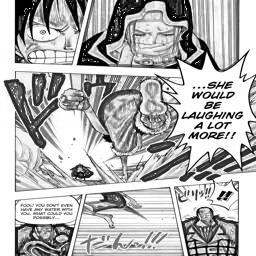 ...SHE
WOULD
BE
LAUGHING
A LOT
MORE!!
FOOL! YOU DON'T EVEN
HAVE ANY WATER WITH
YOU, WHAT COULD YOU
POSSIBLY...
!!